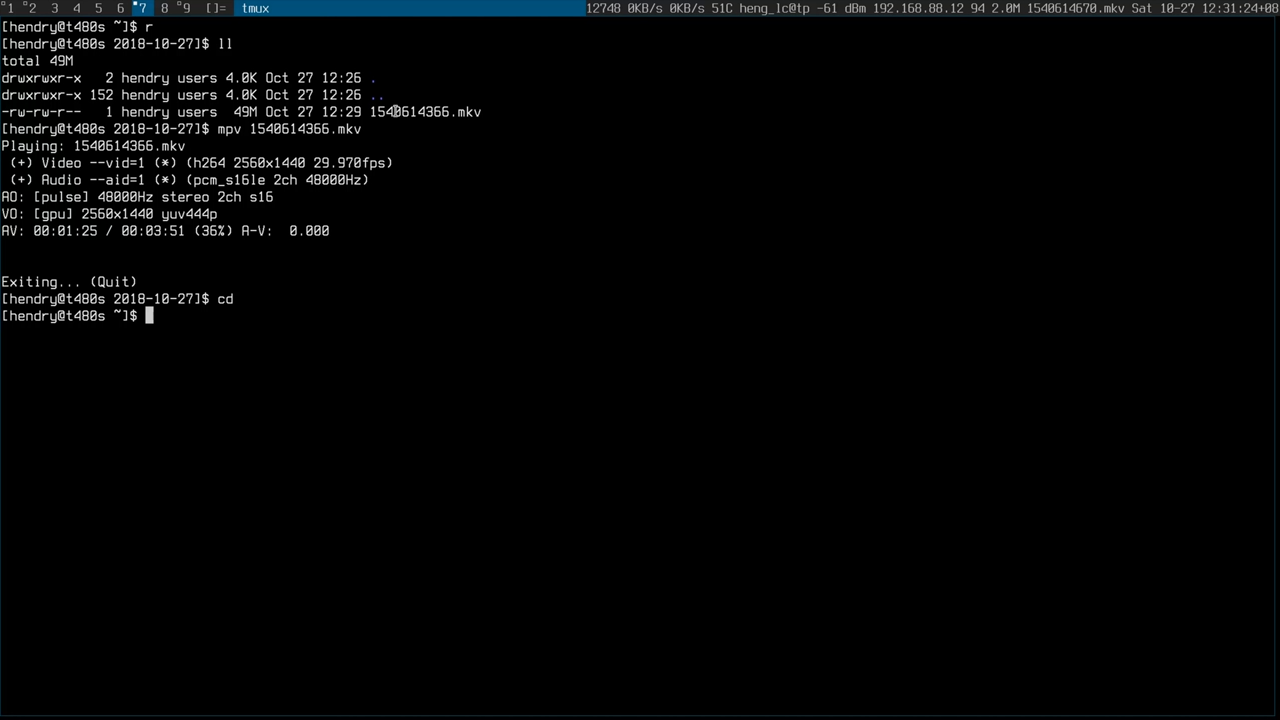 1 2 3 4 5 6 7 8 9 []= tmux 12748 0KB/s 0KB/s 51C heng_lc@tp -61 dBm 192.168.88.12 94 2.0M 1540614670.mkv Sat 10-27 12:31:24+08
[hendry@t480s ~]$ r
[hendry@t480s 2018-10-27]$ ll
total 49M
drwxrwxr-x   2 hendry users 4.0K Oct 27 12:26 .
drwxrwxr-x 152 hendry users 4.0K Oct 27 12:26 ..
-rw-rw-r--   1 hendry users  49M Oct 27 12:29 1540614366.mkv
[hendry@t480s 2018-10-27]$ mpv 1540614366.mkv
Playing: 1540614366.mkv
 (+) Video --vid=1 (*) (h264 2560x1440 29.970fps)
 (+) Audio --aid=1 (*) (pcm_s16le 2ch 48000Hz)
AO: [pulse] 48000Hz stereo 2ch s16
VO: [gpu] 2560x1440 yuv444p
AV: 00:01:25 / 00:03:51 (36%) A-V:  0.000
Exiting... (Quit)
[hendry@t480s 2018-10-27]$ cd
[hendry@t480s ~]$